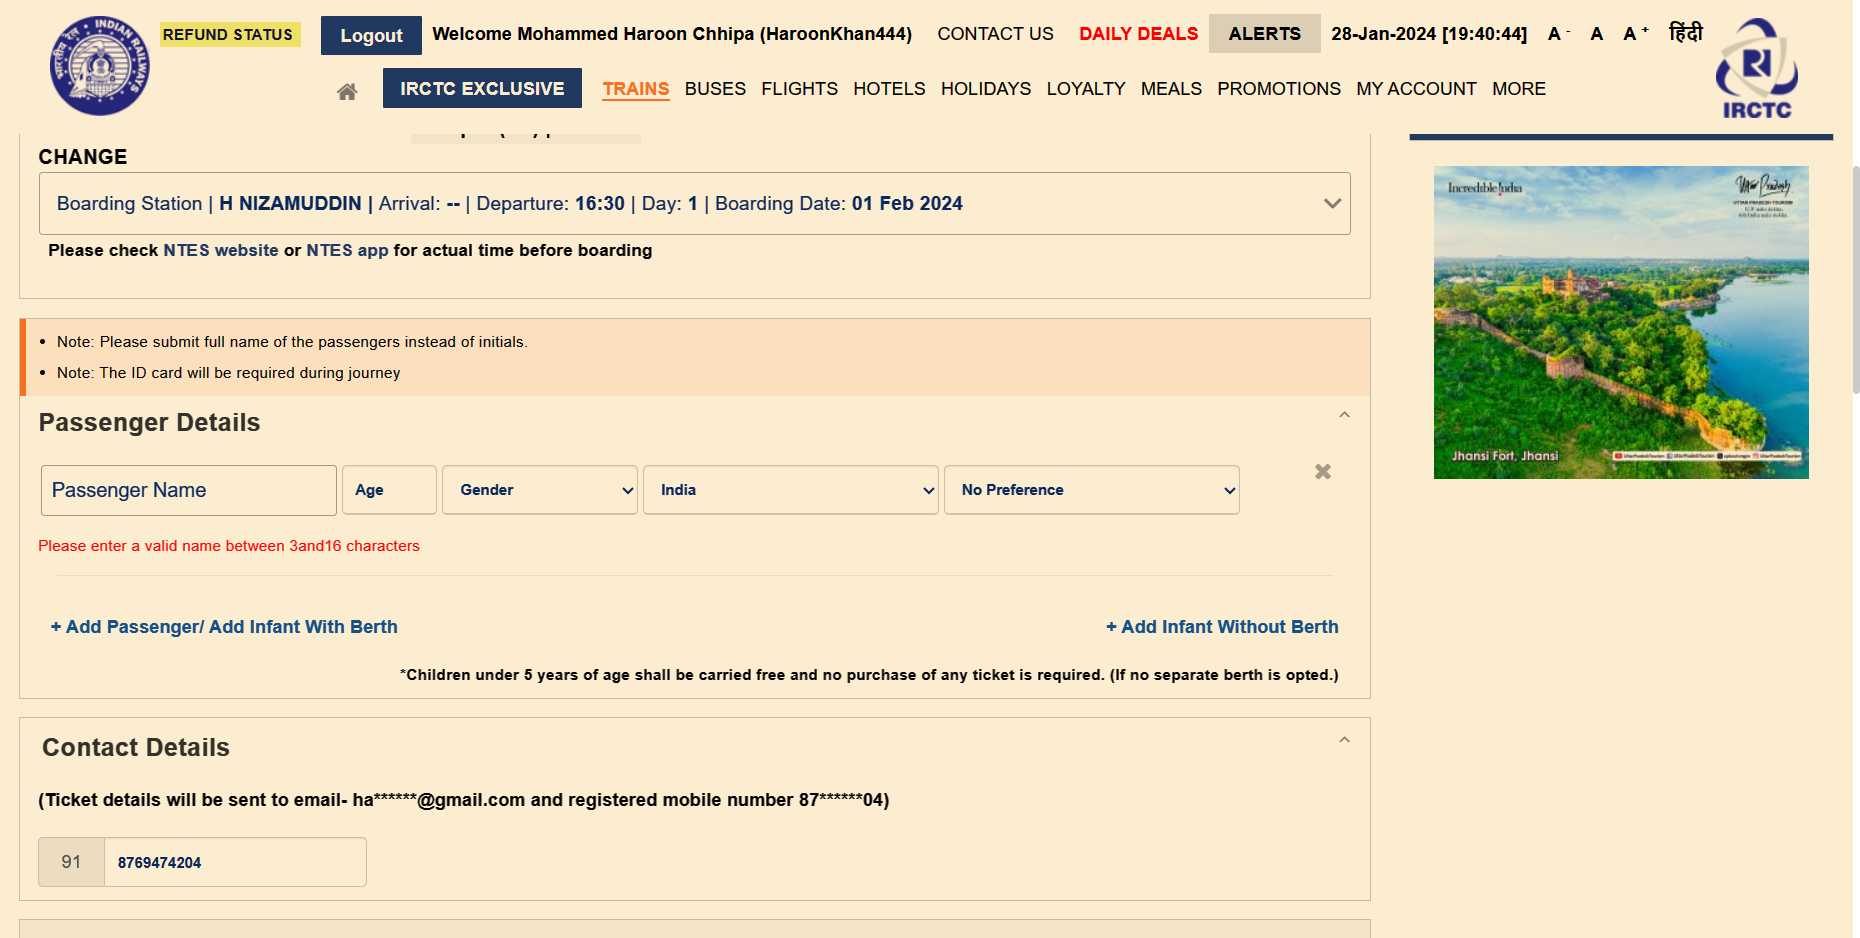 REFUND STATUS
Logout
Welcome Mohammed Haroon Chhipa (HaroonKhan444)
CONTACT US
DAILY DEALS
ALERTS
28-Jan-2024 [19:40:44]
A -
A
A +
हिंदी
INDIAN RAILWAYS
भारतीय रेल
IRCTC
IRCTC EXCLUSIVE
TRAINS
BUSES
FLIGHTS
HOTELS
HOLIDAYS
LOYALTY
MEALS
PROMOTIONS
MY ACCOUNT
MORE
CHANGE
Boarding Station | H NIZAMUDDIN | Arrival: -- | Departure: 16:30 | Day: 1 | Boarding Date: 01 Feb 2024
Please check NTES website or NTES app for actual time before boarding
Incredible India
Uttar Pradesh
UTTAR PRADESH TOURISM
Jhansi Fort, Jhansi
• Note: Please submit full name of the passengers instead of initials.
• Note: The ID card will be required during journey
Passenger Details
Passenger Name
Age
Gender
India
No Preference
Please enter a valid name between 3and16 characters
+ Add Passenger/ Add Infant With Berth
+ Add Infant Without Berth
*Children under 5 years of age shall be carried free and no purchase of any ticket is required. (If no separate berth is opted.)
Contact Details
(Ticket details will be sent to email- ha******@gmail.com and registered mobile number 87******04)
91
8769474204